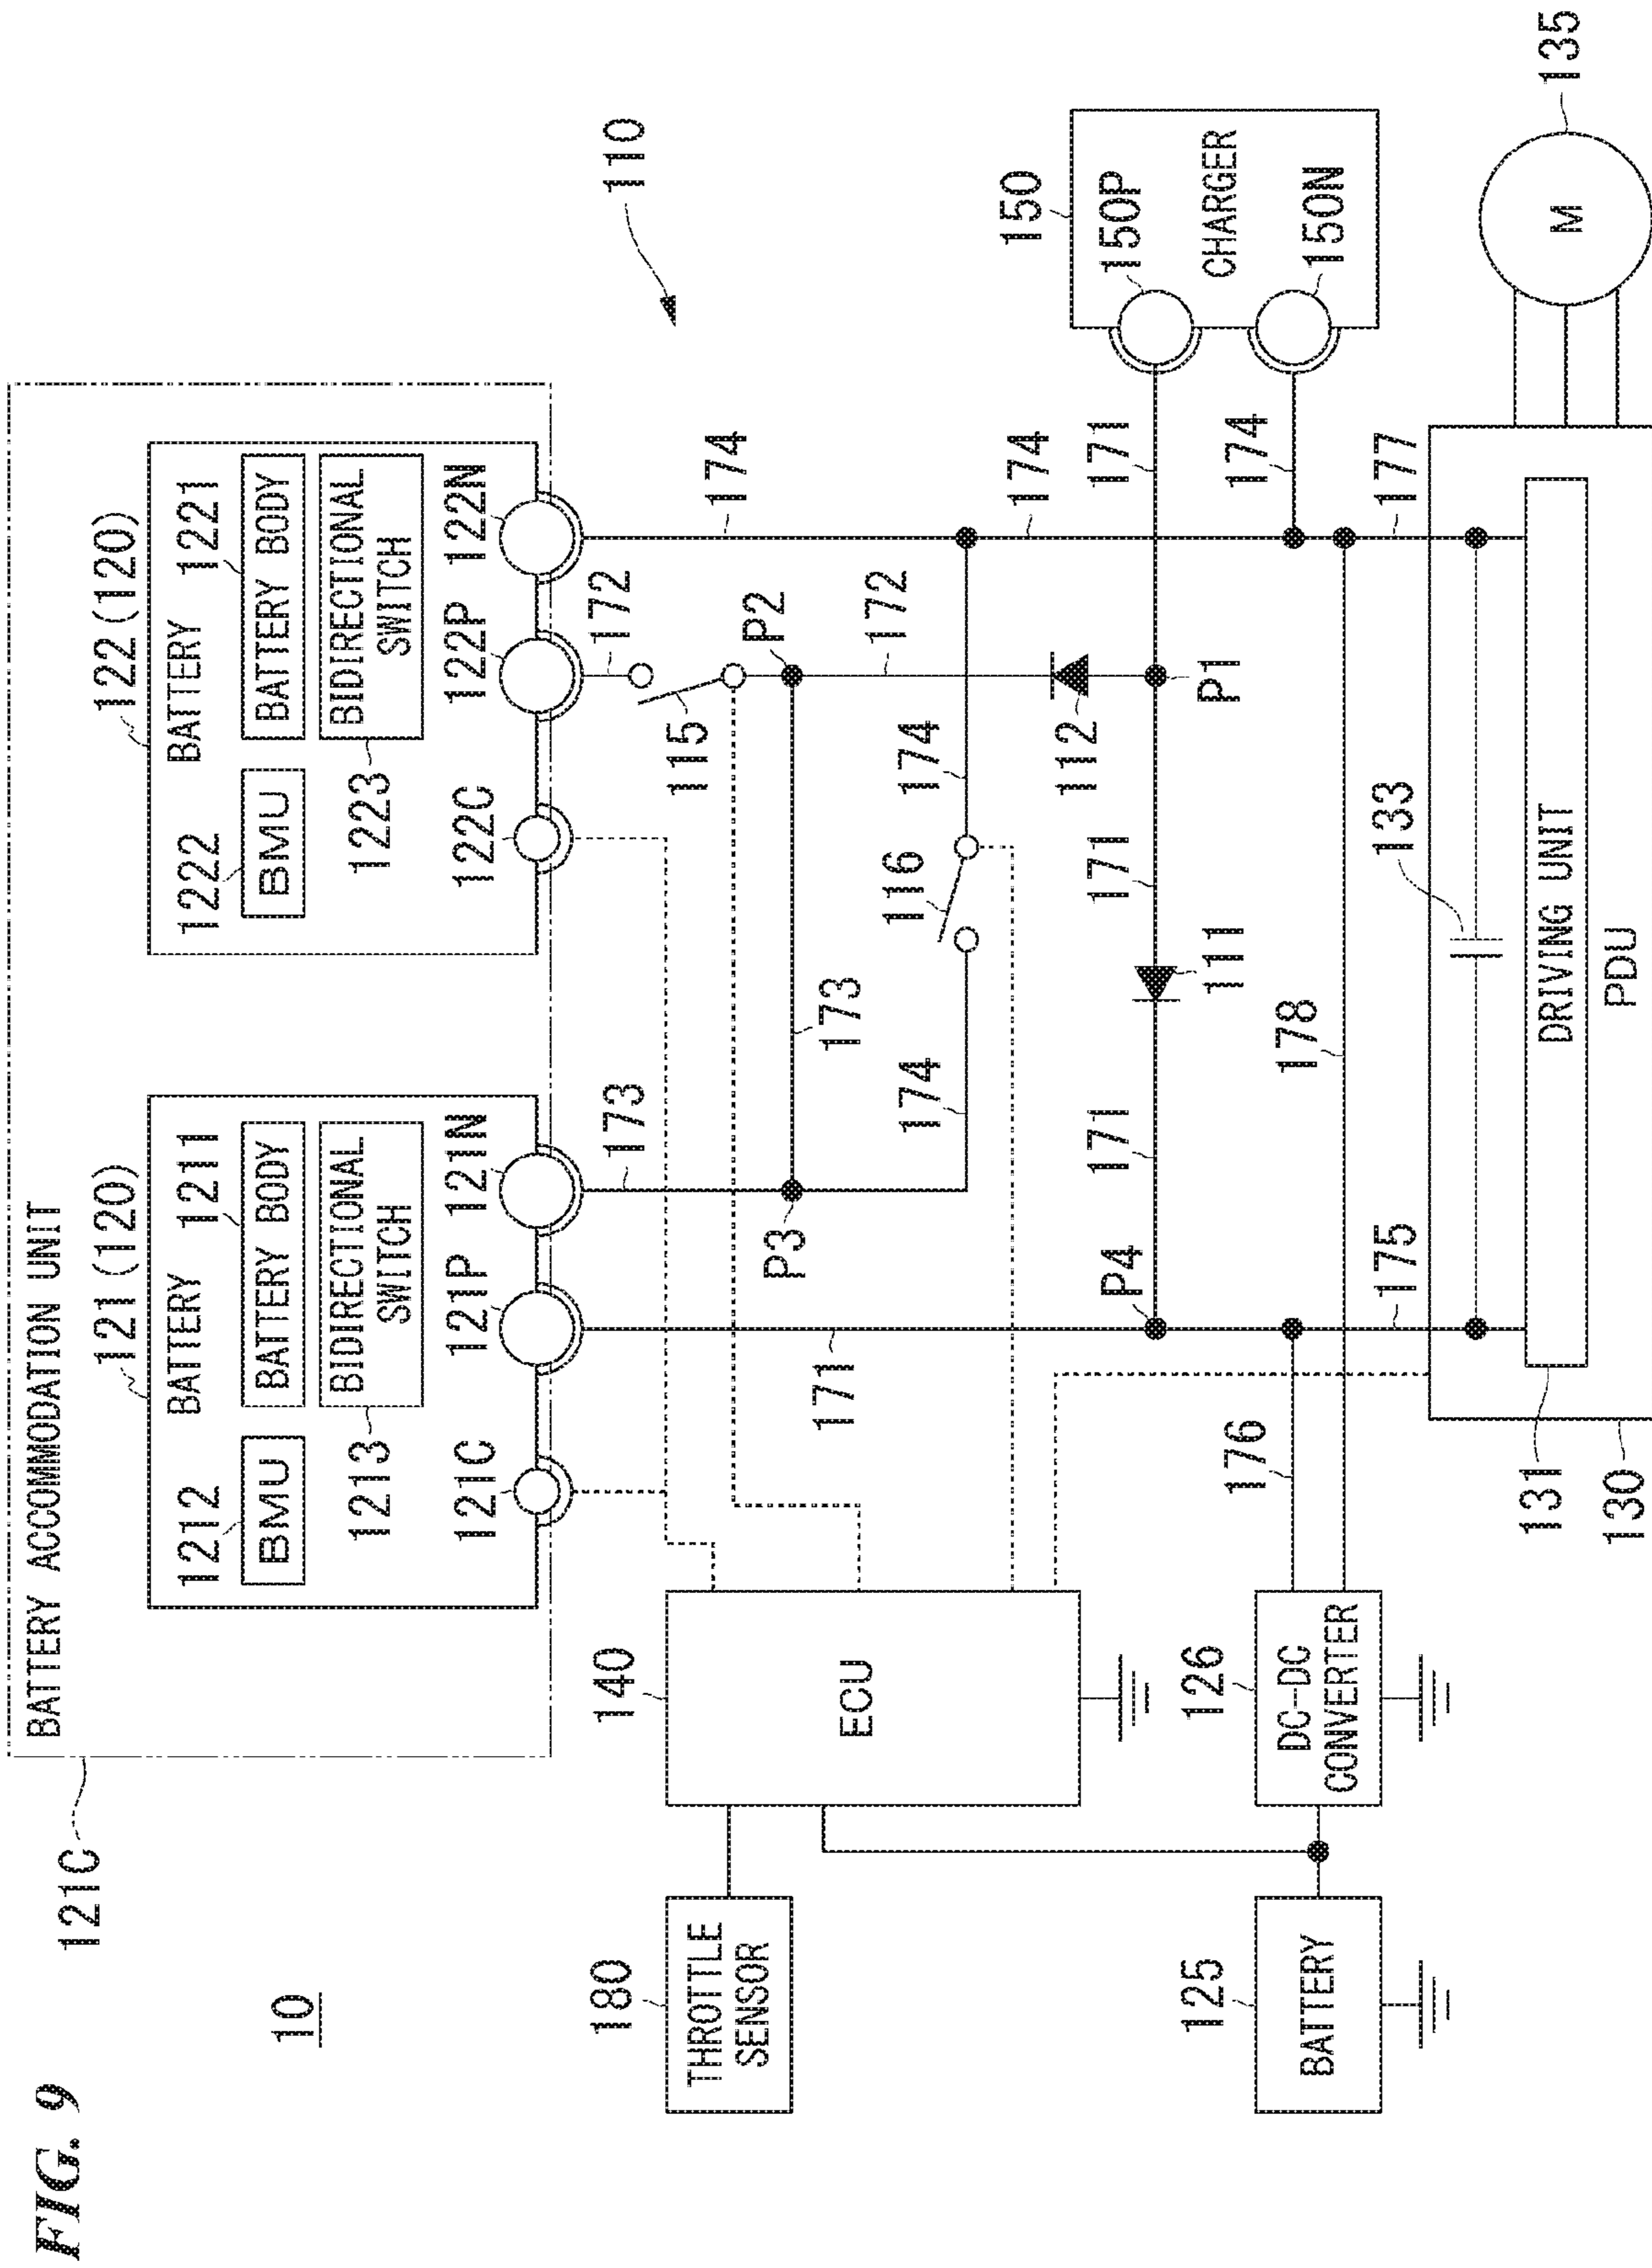 FIG. 9
10
121C
BATTERY ACCOMMODATION UNIT
121 (120)
122 (120)
BATTERY
1212
1211
BMU
BATTERY BODY
1213
BIDIRECTIONAL
SWITCH
121C
121P
121N
BATTERY
1222
1221
BMU
BATTERY BODY
1223
BIDIRECTIONAL
SWITCH
122C
122P
122N
110
173
172
174
115
P2
P3
173
172
171
174
116
174
174
180
THROTTLE
SENSOR
140
ECU
P4
171
111
171
112
P1
171
150
150P
CHARGER
150N
174
125
BATTERY
126
DC-DC
CONVERTER
176
178
175
133
177
131
130
DRIVING UNIT
PDU
M
135